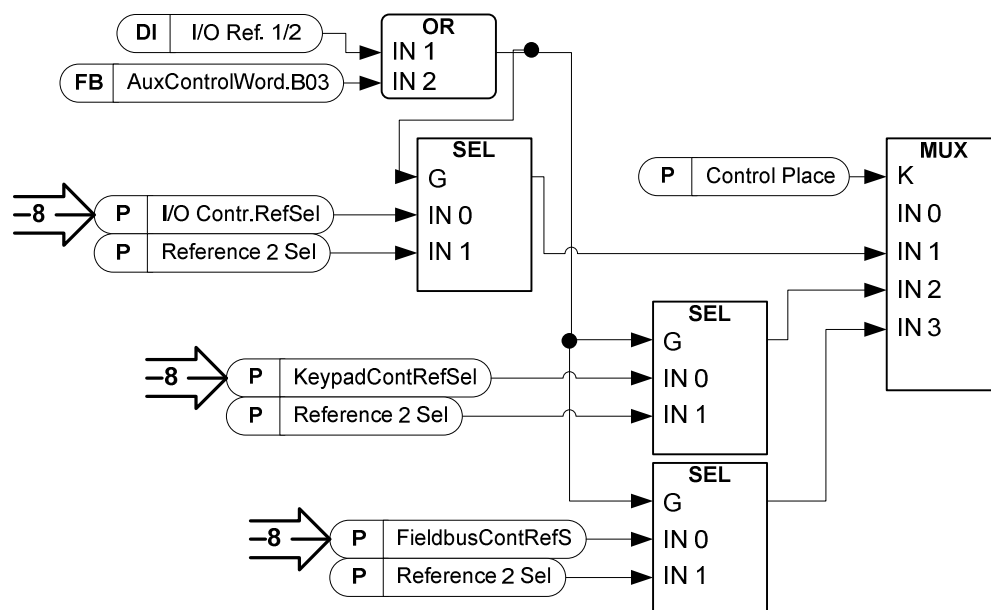 DI I/O Ref. 1/2
OR
IN 1
FB AuxControlWord.B03
IN 2
SEL
MUX
G
P Control Place
K
–8
P I/O Contr.RefSel
IN 0
IN 0
P Reference 2 Sel
IN 1
IN 1
IN 2
SEL
IN 3
G
–8
P KeypadContRefSel
IN 0
P Reference 2 Sel
IN 1
SEL
G
–8
P FieldbusContRefS
IN 0
P Reference 2 Sel
IN 1